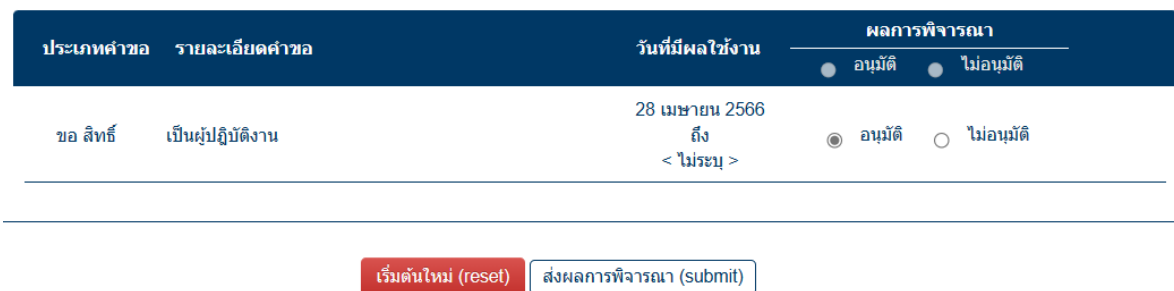 ประเภทคำขอ รายละเอียดคำขอ วันที่มีผลใช้งาน ผลการพิจารณา
อนุมัติ ไม่อนุมัติ
ขอ สิทธิ์ เป็นผู้ปฎิบัติงาน 28 เมษายน 2566 ถึง < ไม่ระบุ > อนุมัติ ไม่อนุมัติ
เริ่มต้นใหม่ (reset) ส่งผลการพิจารณา (submit)